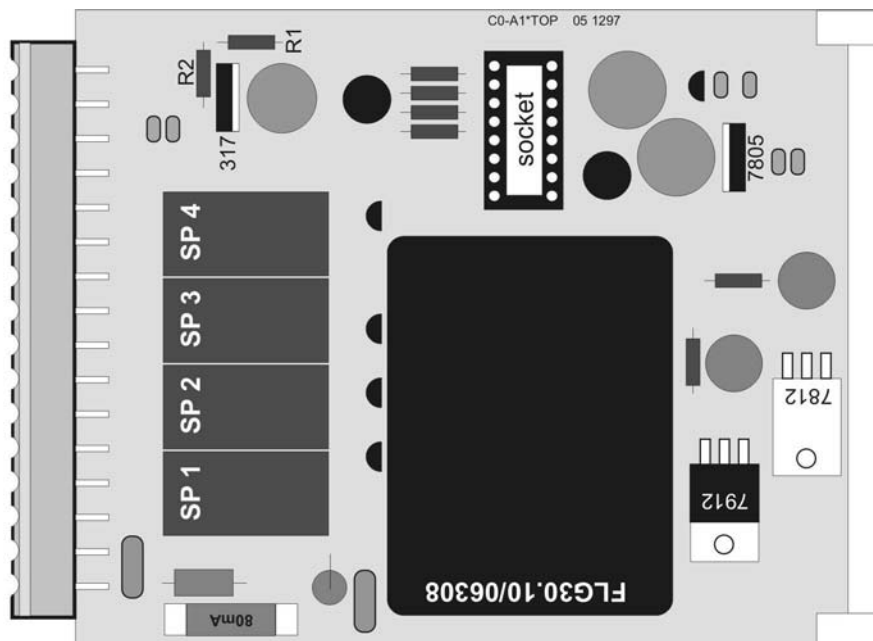 C0-A1*TOP 05 1297
R1
R2
317
socket
7805
SP 4
SP 3
SP 2
SP 1
7812
7912
FLG30.10/06308
80mA